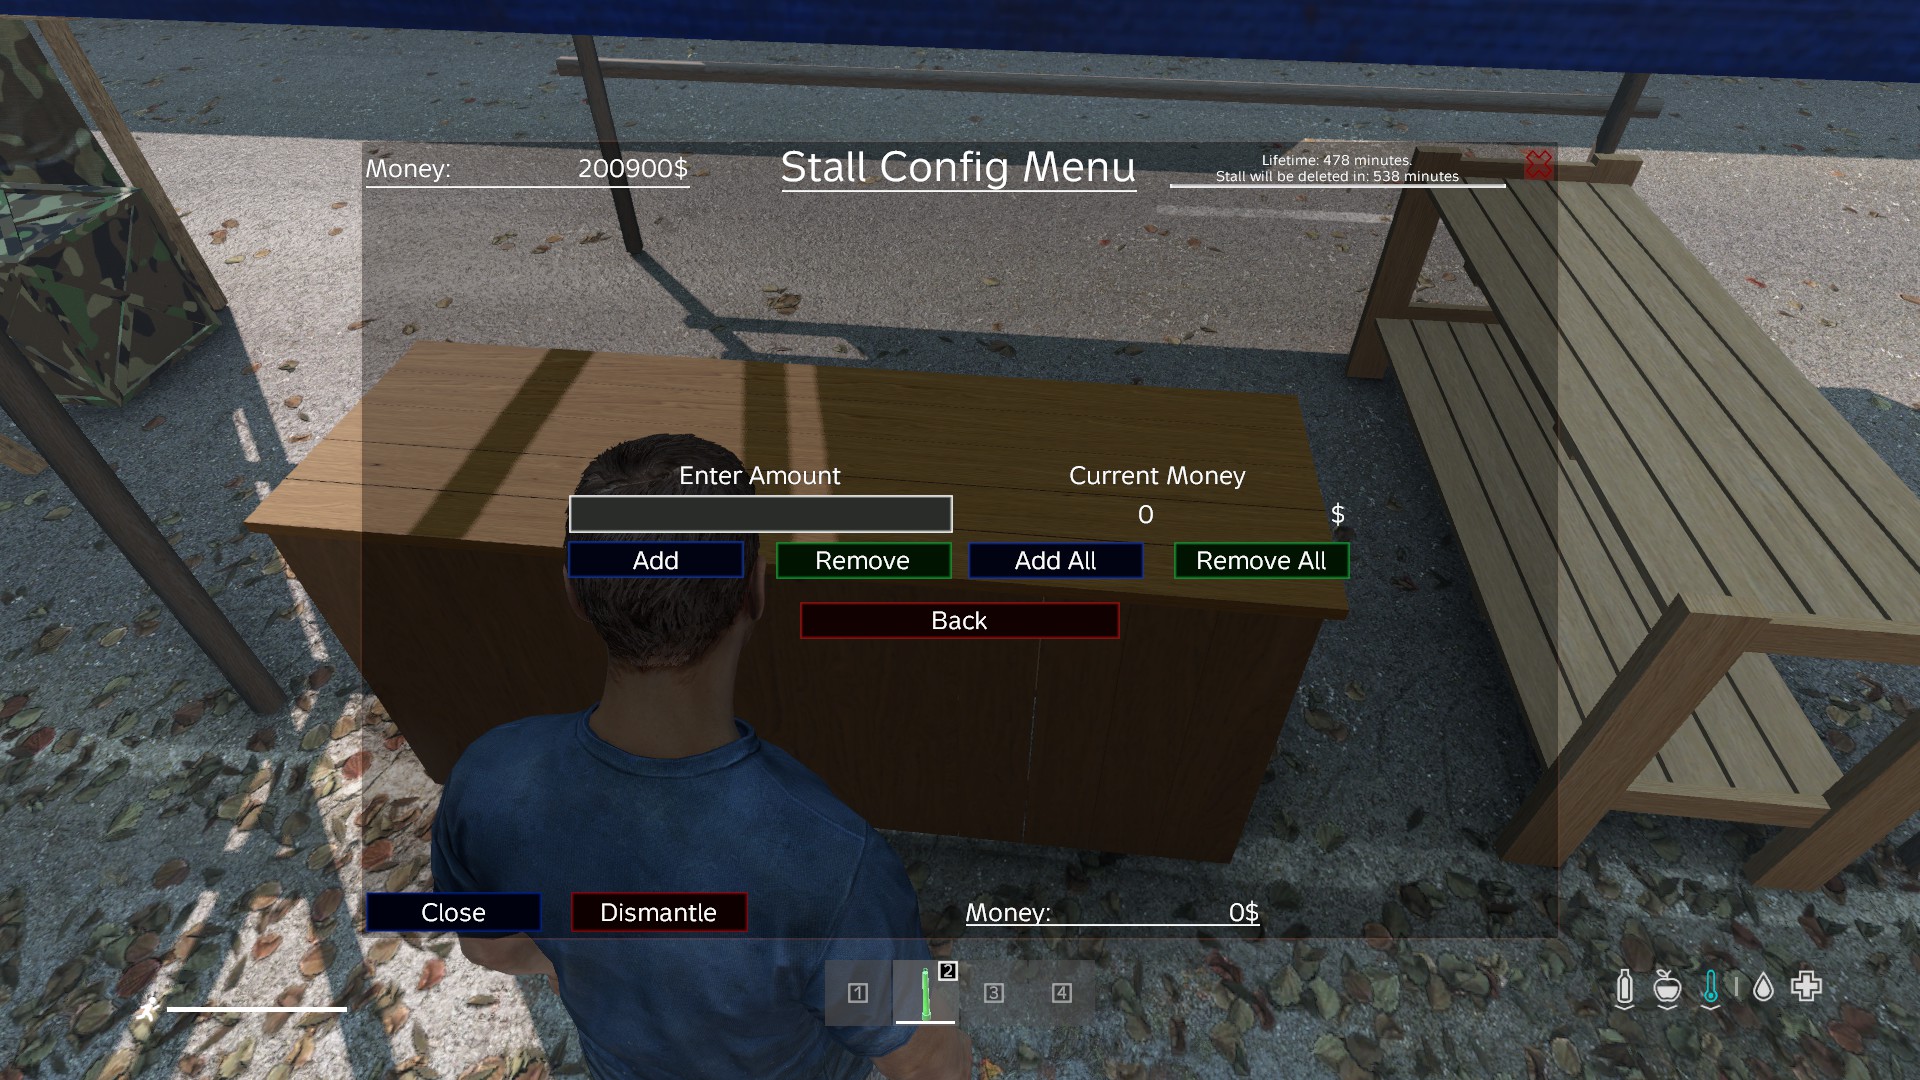 Money: 200900$
Stall Config Menu
Lifetime: 478 minutes.
Stall will be deleted in: 538 minutes
Enter Amount
Current Money
0 $
Add
Remove
Add All
Remove All
Back
Close
Dismantle
Money: 0$
1
2
3
4